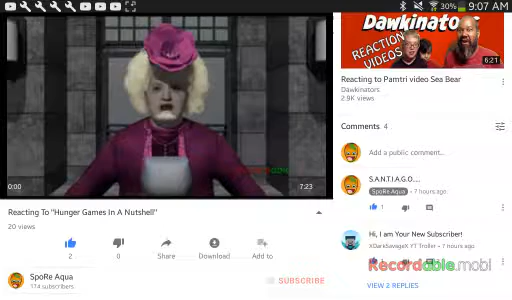 30% 9:07 AM
0:00
7:23
Reacting To "Hunger Games In A Nutshell"
20 views
2
0
Share
Download
Add to
SpoRe Aqua
174 subscribers
SUBSCRIBE
Dawkinators
REACTION
VIDEOS
6:21
Reacting to Pamtri video Sea Bear
Dawkinators
2.9K views
Comments 4
Add a public comment...
S.A.N.T.I.A.G.O....
SpoRe Aqua • 7 hours ago
1
Hi, I am Your New Subscriber!
XDarkSavageX YT Troller • 7 hours ago
Recordable.mobi
VIEW 2 REPLIES